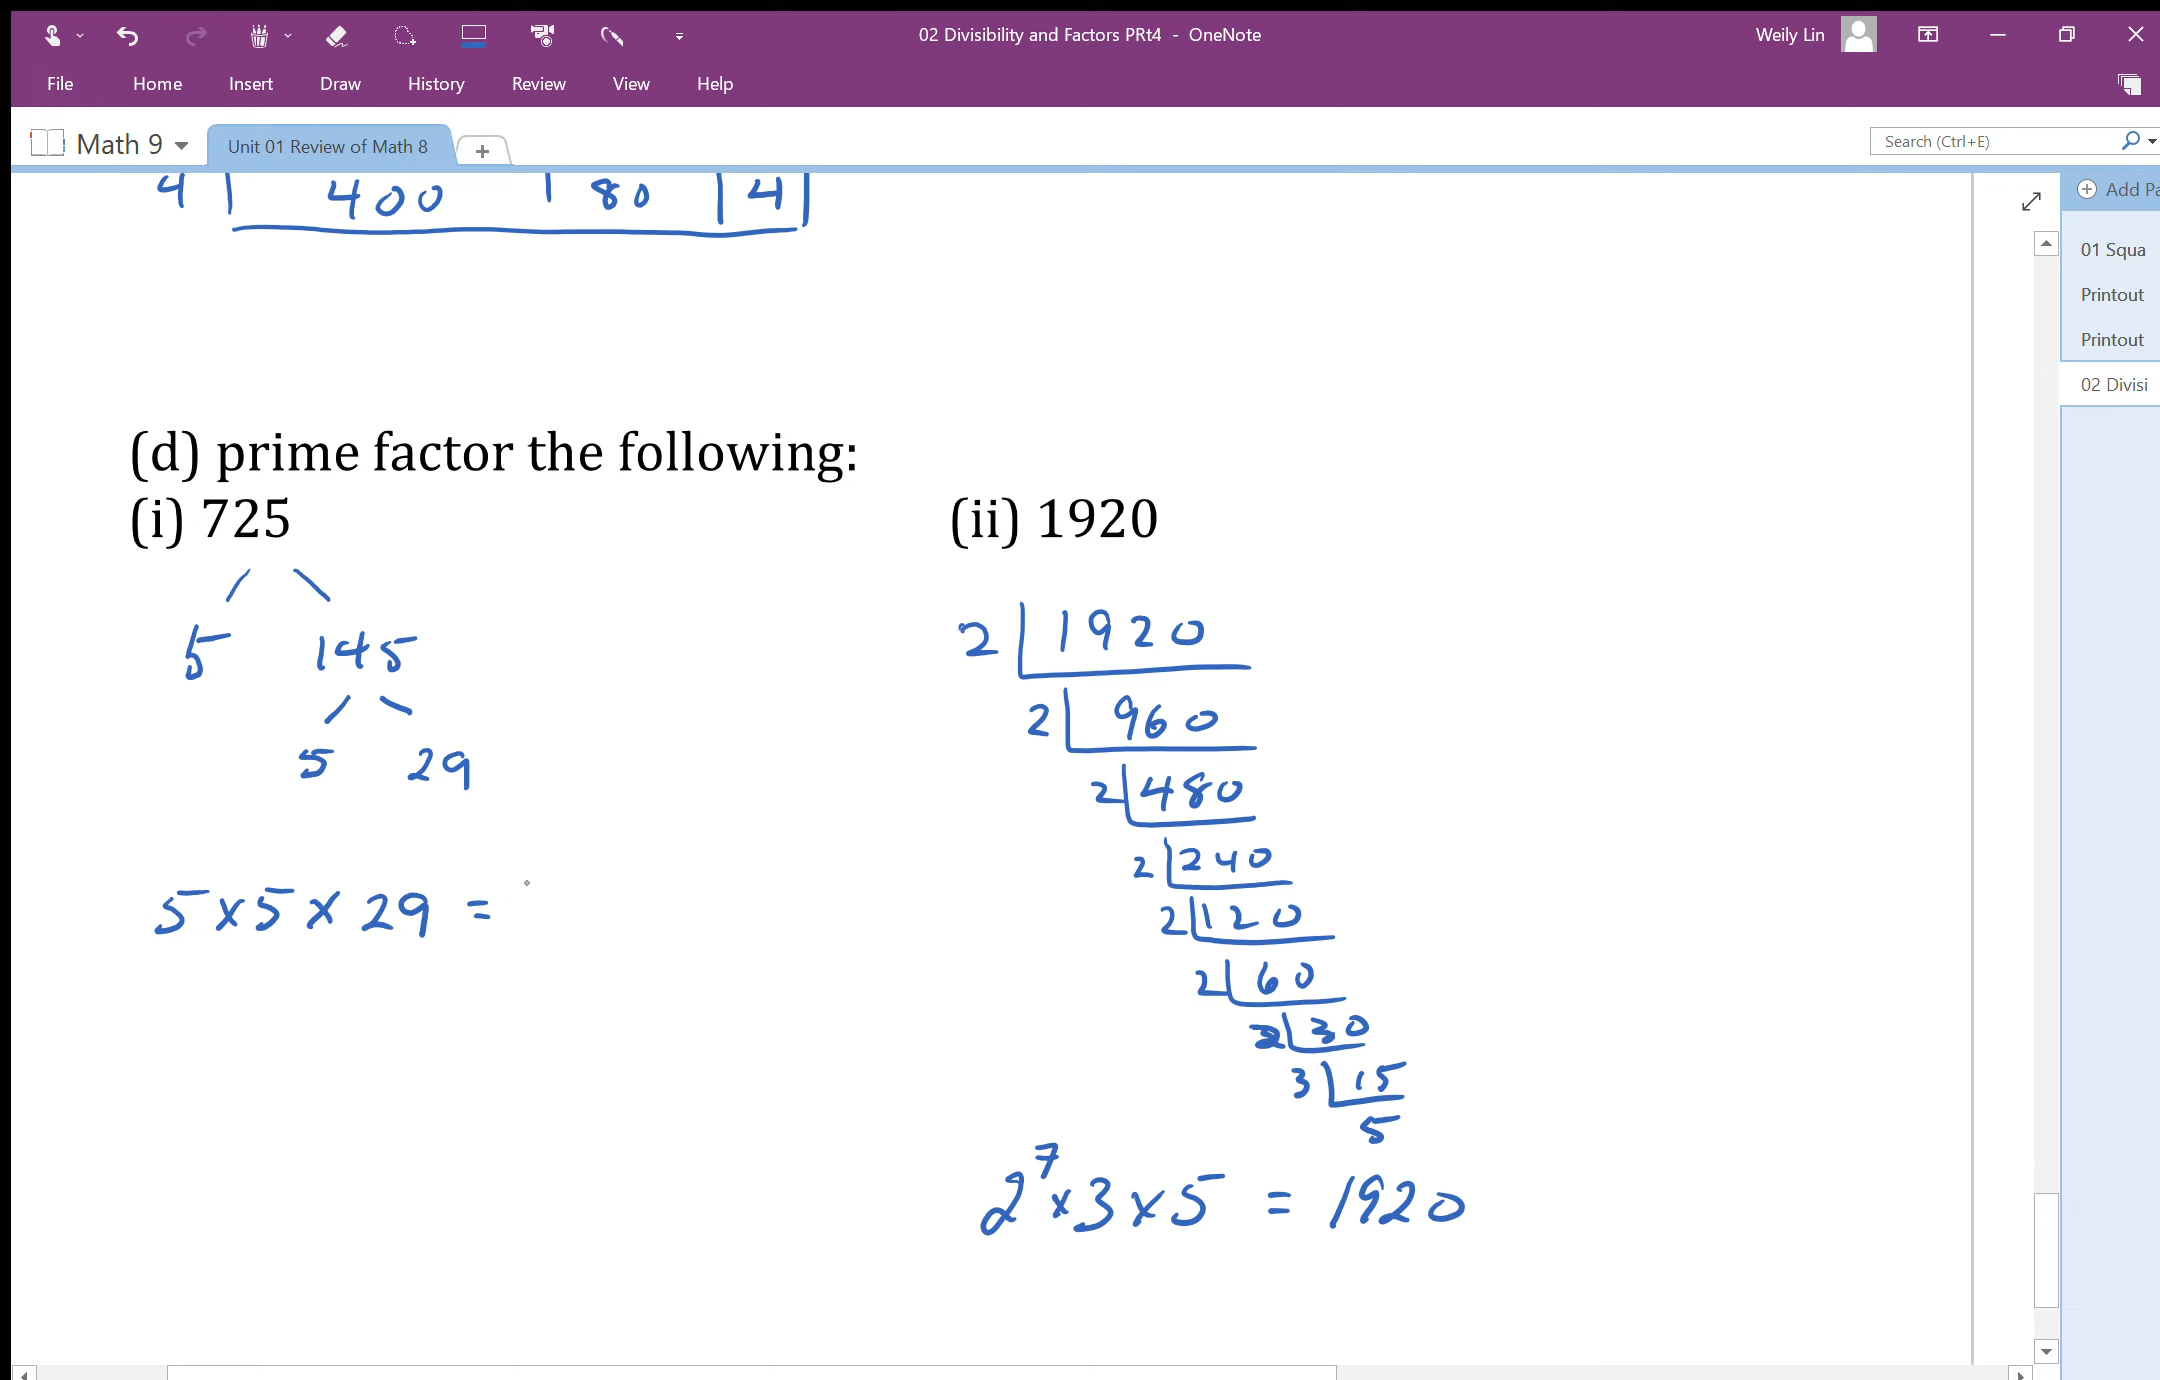 02 Divisibility and Factors PRt4 - OneNote
Weily Lin
File Home Insert Draw History Review View Help
Math 9
Unit 01 Review of Math 8
+
Search (Ctrl+E)
Add Pa
01 Squa
Printout
Printout
02 Divisi
4 | 400 | 80 | 4 |
(d) prime factor the following:
(i) 725
5 145
5 29
5 × 5 × 29 =
(ii) 1920
2 | 1920
2 | 960
2 | 480
2 | 240
2 | 120
2 | 60
2 | 30
3 | 15
5
2⁷ × 3 × 5 = 1920